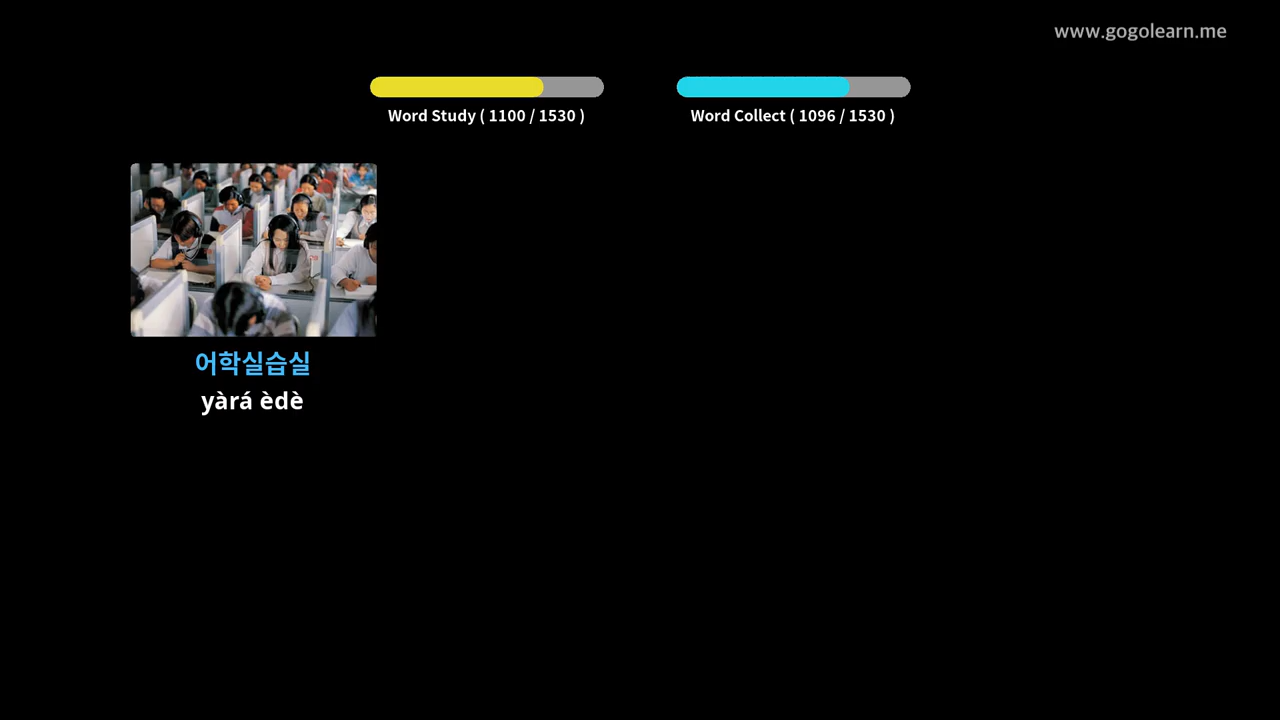 www.gogolearn.me
Word Study ( 1100 / 1530 )
Word Collect ( 1096 / 1530 )
어학실습실
yàrá èdè